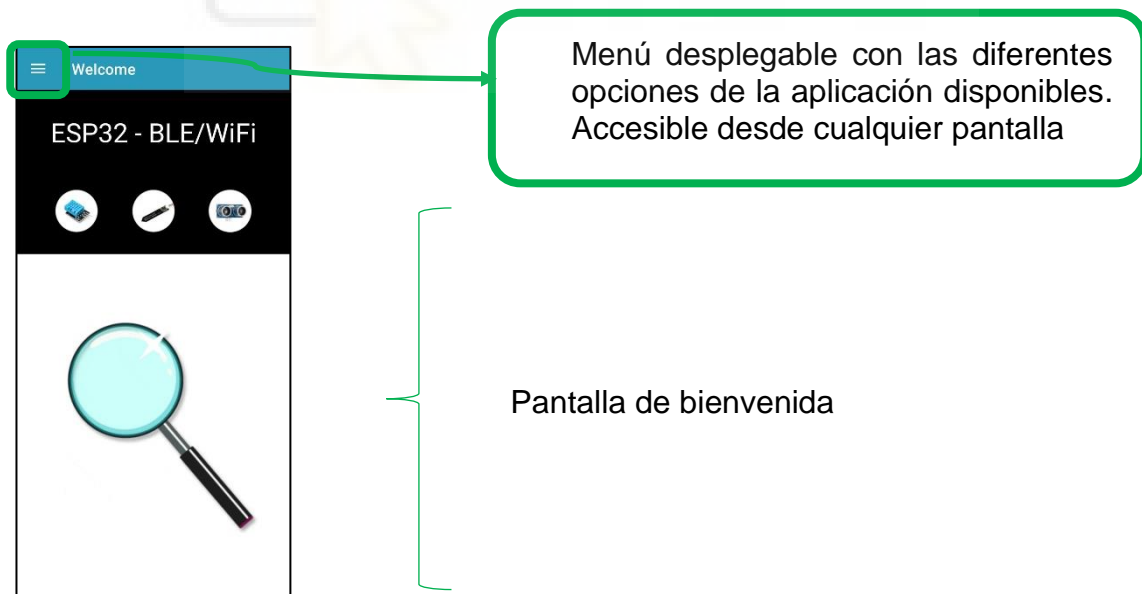 Welcome
ESP32 - BLE/WiFi
Menú desplegable con las diferentes
opciones de la aplicación disponibles.
Accesible desde cualquier pantalla
Pantalla de bienvenida